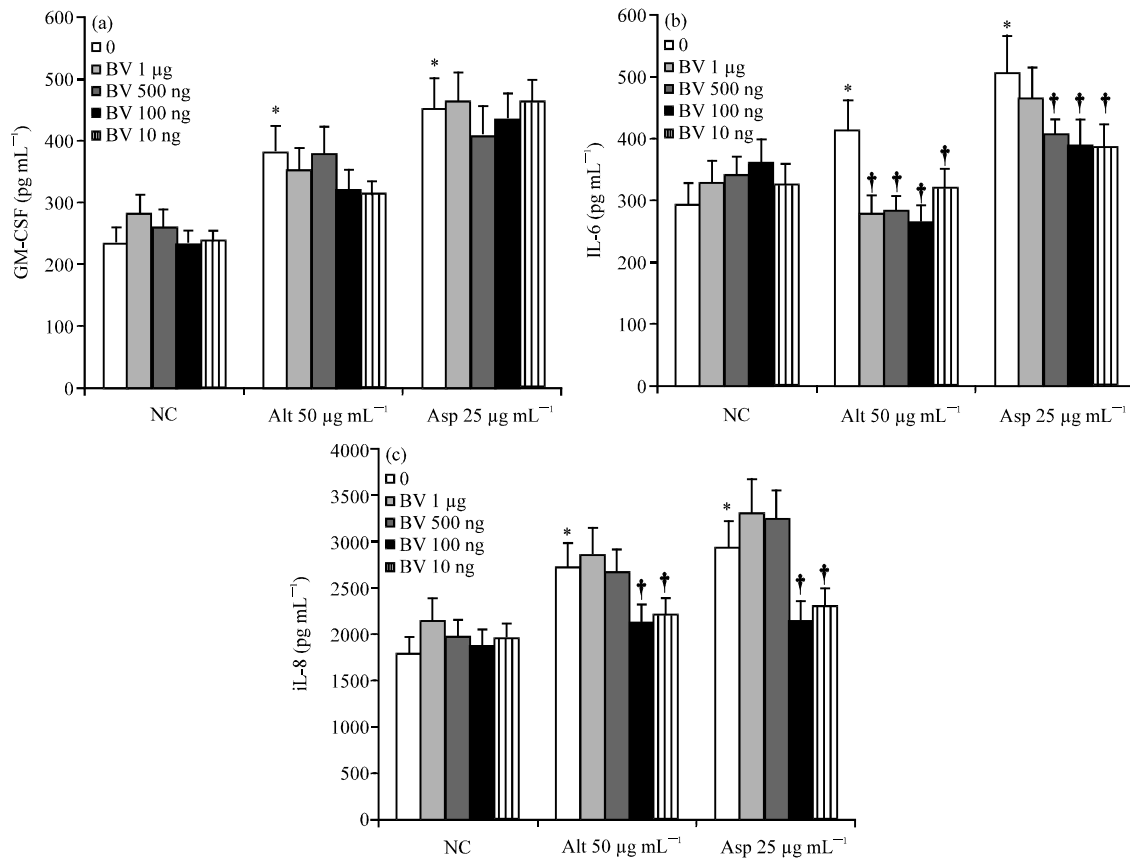 (a)
600
500
400
300
200
100
0
GM-CSF (pg mL⁻¹)
0
BV 1 µg
BV 500 ng
BV 100 ng
BV 10 ng
*
*
NC
Alt 50 µg mL⁻¹
Asp 25 µg mL⁻¹
(b)
600
500
400
300
200
100
0
IL-6 (pg mL⁻¹)
0
BV 1 µg
BV 500 ng
BV 100 ng
BV 10 ng
*
† † † †
*
† † †
NC
Alt 50 µg mL⁻¹
Asp 25 µg mL⁻¹
(c)
4000
3500
3000
2500
2000
1500
1000
500
0
iL-8 (pg mL⁻¹)
0
BV 1 µg
BV 500 ng
BV 100 ng
BV 10 ng
*
† †
*
† †
NC
Alt 50 µg mL⁻¹
Asp 25 µg mL⁻¹